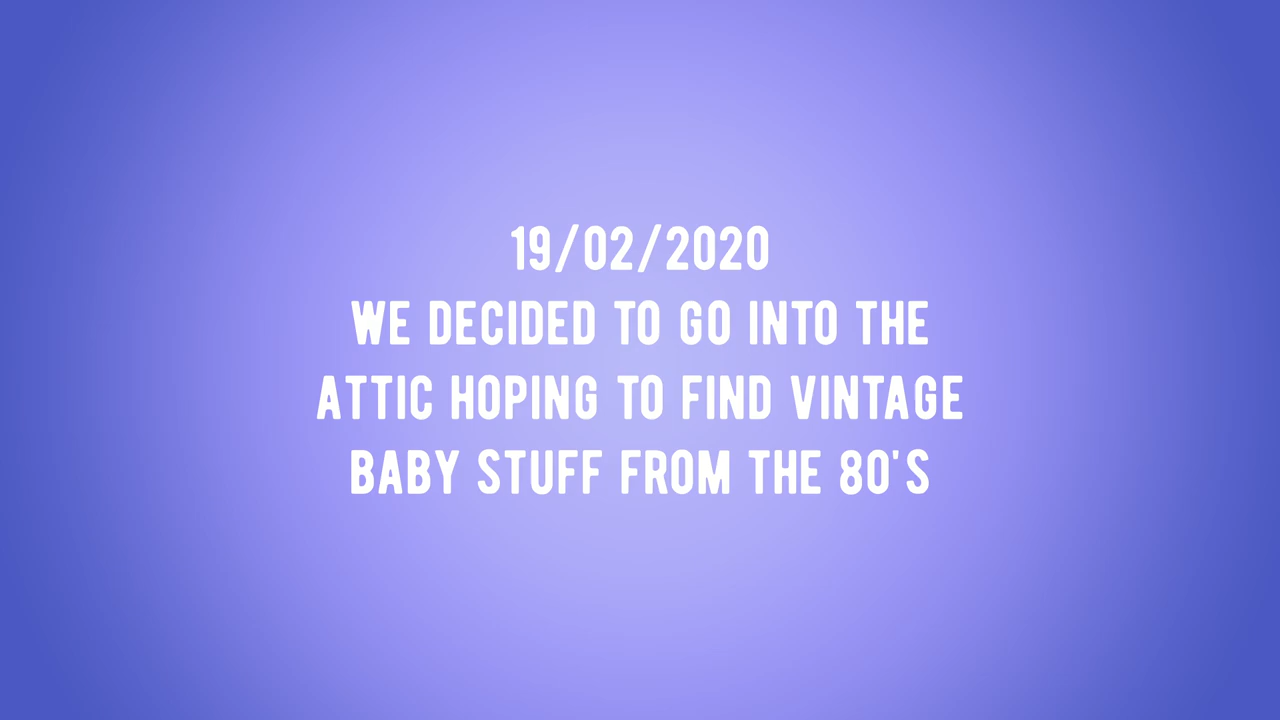 19/02/2020
WE DECIDED TO GO INTO THE
ATTIC HOPING TO FIND VINTAGE
BABY STUFF FROM THE 80'S